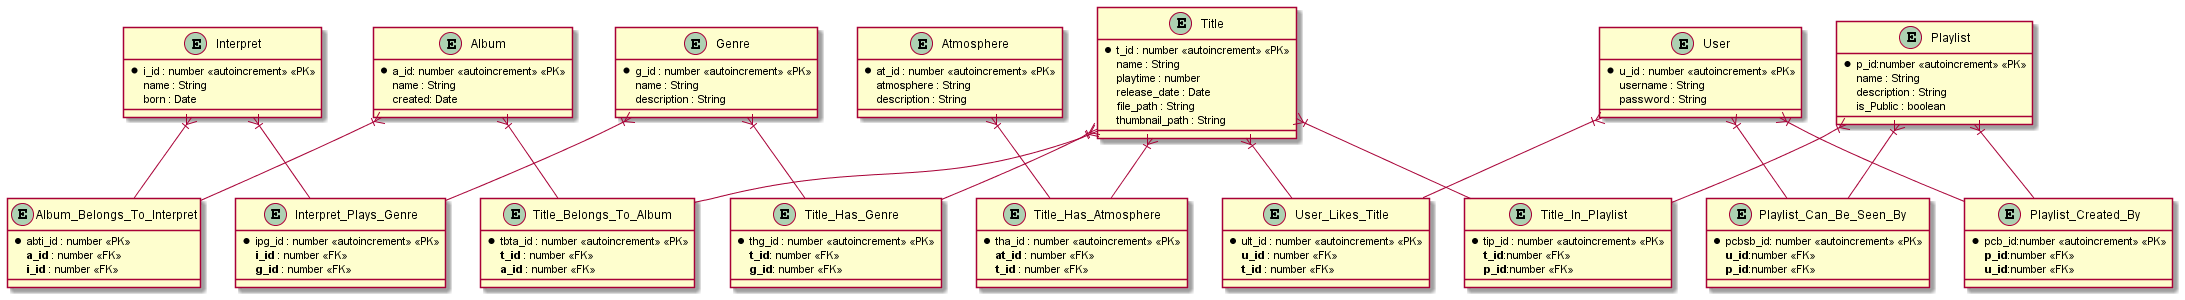 E Interpret
i_id : number «autoincrement» «PK»
name : String
born : Date
E Album
a_id: number «autoincrement» «PK»
name : String
created: Date
E Genre
g_id : number «autoincrement» «PK»
name : String
description : String
E Atmosphere
at_id : number «autoincrement» «PK»
atmosphere : String
description : String
E Title
t_id : number «autoincrement» «PK»
name : String
playtime : number
release_date : Date
file_path : String
thumbnail_path : String
E User
u_id : number «autoincrement» «PK»
username : String
password : String
E Playlist
p_id:number «autoincrement» «PK»
name : String
description : String
is_Public : boolean
E Album_Belongs_To_Interpret
abti_id : number «PK»
a_id : number «FK»
i_id : number «FK»
E Interpret_Plays_Genre
ipg_id : number «autoincrement» «PK»
i_id : number «FK»
g_id : number «FK»
E Title_Belongs_To_Album
tbta_id : number «autoincrement» «PK»
t_id : number «FK»
a_id : number «FK»
E Title_Has_Genre
thg_id : number «autoincrement» «PK»
t_id: number «FK»
g_id: number «FK»
E Title_Has_Atmosphere
tha_id : number «autoincrement» «PK»
at_id : number «FK»
t_id : number «FK»
E User_Likes_Title
ult_id : number «autoincrement» «PK»
u_id : number «FK»
t_id : number «FK»
E Title_In_Playlist
tip_id : number «autoincrement» «PK»
t_id:number «FK»
p_id:number «FK»
E Playlist_Can_Be_Seen_By
pcbsb_id: number «autoincrement» «PK»
u_id:number «FK»
p_id:number «FK»
E Playlist_Created_By
pcb_id:number «autoincrement» «PK»
p_id:number «FK»
u_id:number «FK»